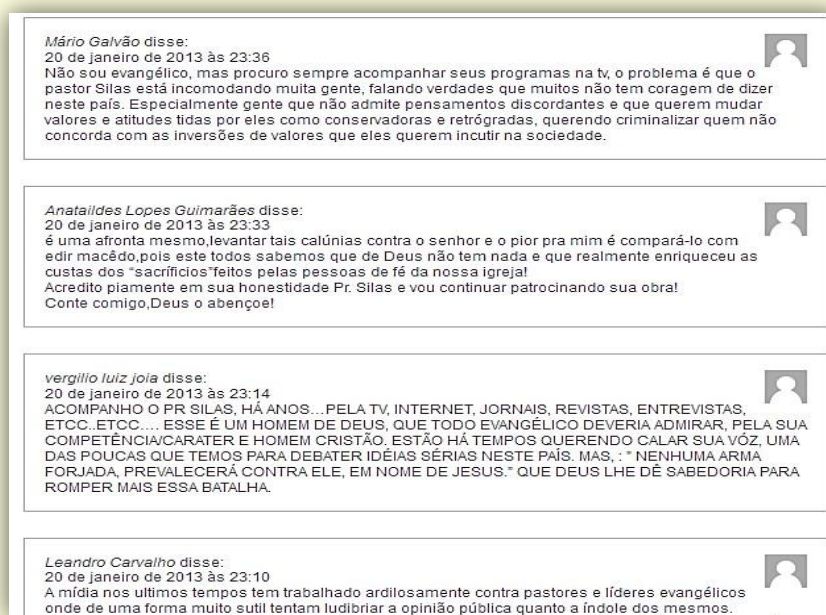 Mário Galvão disse:
20 de janeiro de 2013 às 23:36
Não sou evangélico, mas procuro sempre acompanhar seus programas na tv, o problema é que o
pastor Silas está incomodando muita gente, falando verdades que muitos não tem coragem de dizer
neste país. Especialmente gente que não admite pensamentos discordantes e que querem mudar
valores e atitudes tidas por eles como conservadoras e retrógradas, querendo criminalizar quem não
concorda com as inversões de valores que eles querem incutir na sociedade.
Anataildes Lopes Guimarães disse:
20 de janeiro de 2013 às 23:33
é uma afronta mesmo,levantar tais calúnias contra o senhor e o pior pra mim é compará-lo com
edir macêdo,pois este todos sabemos que de Deus não tem nada e que realmente enriqueceu as
custas dos “sacríficios”feitos pelas pessoas de fé da nossa igreja!
Acredito piamente em sua honestidade Pr. Silas e vou continuar patrocinando sua obra!
Conte comigo,Deus o abençoe!
vergilio luiz joia disse:
20 de janeiro de 2013 às 23:14
ACOMPANHO O PR SILAS, HÁ ANOS…PELA TV, INTERNET, JORNAIS, REVISTAS, ENTREVISTAS,
ETCC..ETCC…. ESSE É UM HOMEM DE DEUS, QUE TODO EVANGÉLICO DEVERIA ADMIRAR, PELA SUA
COMPETÊNCIA/CARATER E HOMEM CRISTÃO. ESTÃO HÁ TEMPOS QUERENDO CALAR SUA VÓZ, UMA
DAS POUCAS QUE TEMOS PARA DEBATER IDÉIAS SÉRIAS NESTE PAÍS. MAS, : ” NENHUMA ARMA
FORJADA, PREVALECERÁ CONTRA ELE, EM NOME DE JESUS.” QUE DEUS LHE DÊ SABEDORIA PARA
ROMPER MAIS ESSA BATALHA.
Leandro Carvalho disse:
20 de janeiro de 2013 às 23:10
A mídia nos ultimos tempos tem trabalhado ardilosamente contra pastores e líderes evangélicos
onde de uma forma muito sutil tentam ludibriar a opinião pública quanto a índole dos mesmos.